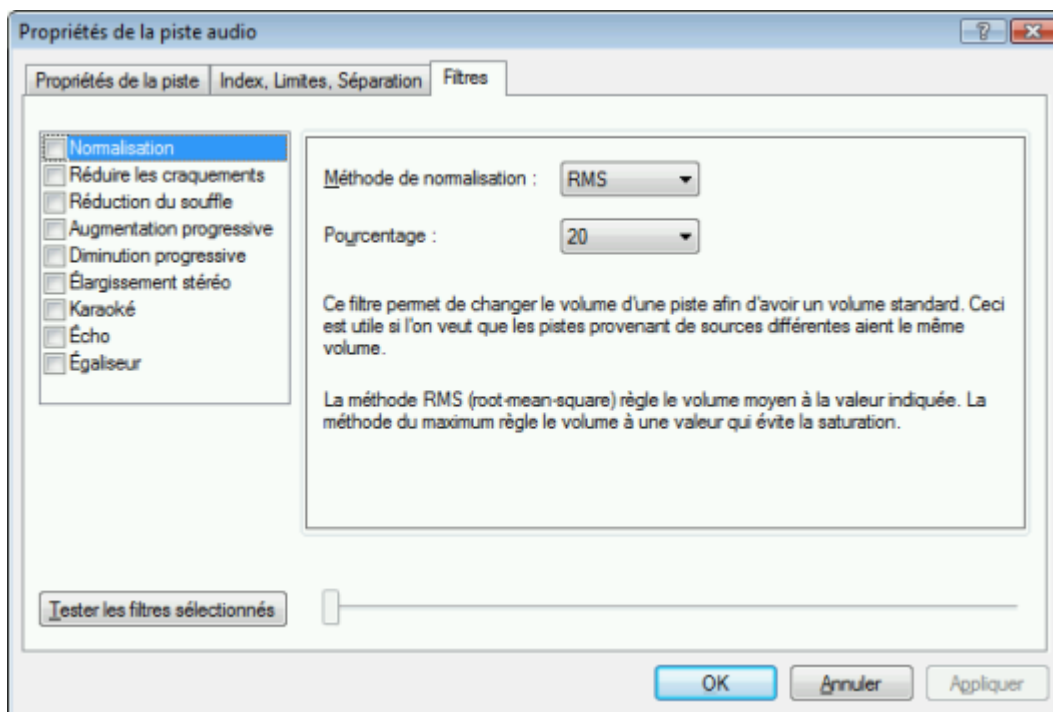 Propriétés de la piste audio
Propriétés de la piste
Index, Limites, Séparation
Filtres
Normalisation
Réduire les craquements
Réduction du souffle
Augmentation progressive
Diminution progressive
Élargissement stéréo
Karaoké
Écho
Égaliseur
Méthode de normalisation :
RMS
Pourcentage :
20
Ce filtre permet de changer le volume d'une piste afin d'avoir un volume standard. Ceci
est utile si l'on veut que les pistes provenant de sources différentes aient le même
volume.
La méthode RMS (root-mean-square) règle le volume moyen à la valeur indiquée. La
méthode du maximum règle le volume à une valeur qui évite la saturation.
Tester les filtres sélectionnés
OK
Annuler
Appliquer